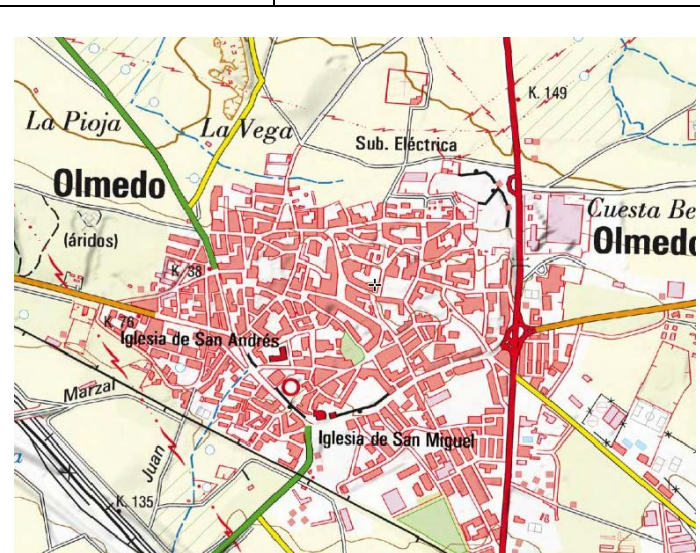 K. 149
La Pioja
La Vega
Sub. Eléctrica
Olmedo
Cuesta Be
(áridos)
Olmedo
K. 38
K. 76
Iglesia de San Andrés
Marzal
Iglesia de San Miguel
Juan
a
K. 135